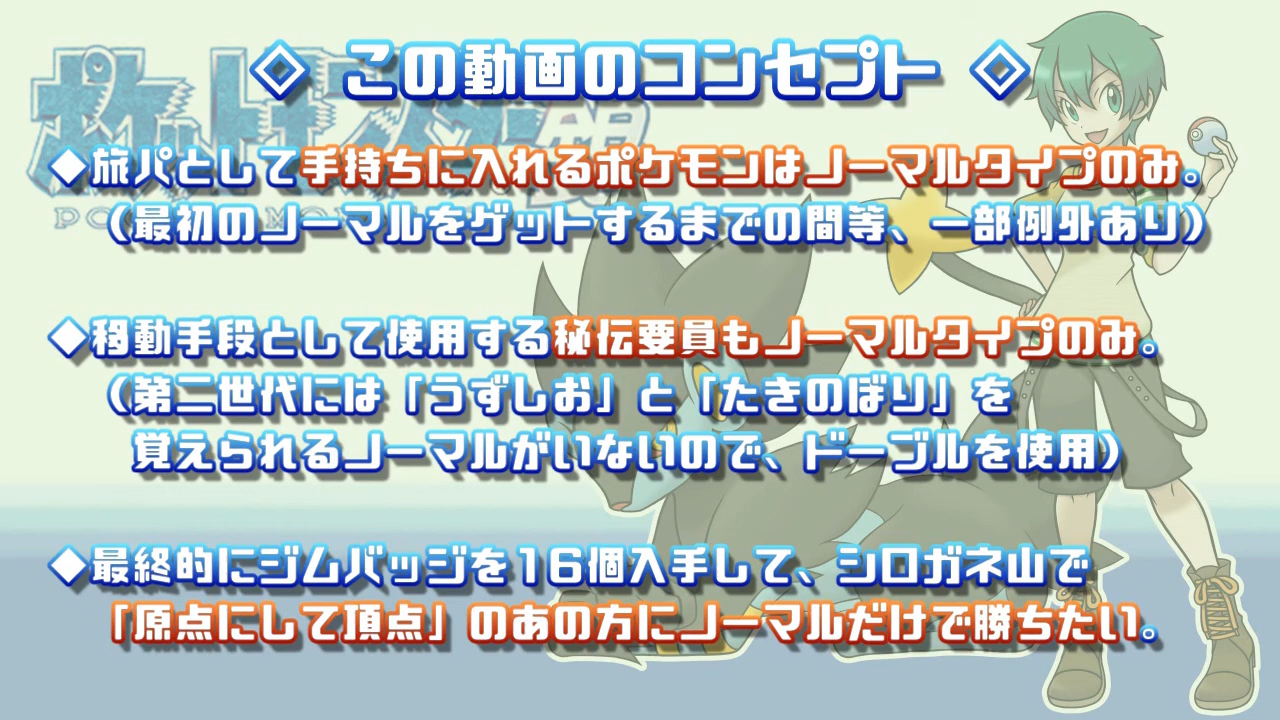 ◇ この動画のコンセプト ◇
◆旅パとして手持ちに入れるポケモンはノーマルタイプのみ。
（最初のノーマルをゲットするまでの間等、一部例外あり）
◆移動手段として使用する秘伝要員もノーマルタイプのみ。
（第二世代には「うずしお」と「たきのぼり」を
覚えられるノーマルがいないので、ドーブルを使用）
◆最終的にジムバッジを１６個入手して、シロガネ山で
「原点にして頂点」のあの方にノーマルだけで勝ちたい。